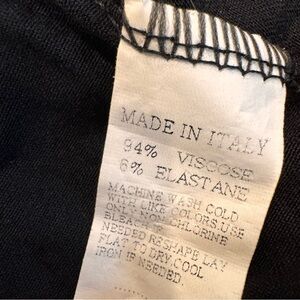 MADE IN ITALY
94% VISCOSE
6% ELASTANE
MACHINE WASH COLD
WITH LIKE COLORS.USE
ONLY NON-CHLORINE
BLEACH
NEEDED RESHAPE LAY
FLAT TO DRY.COOL
IRON IF NEEDED.